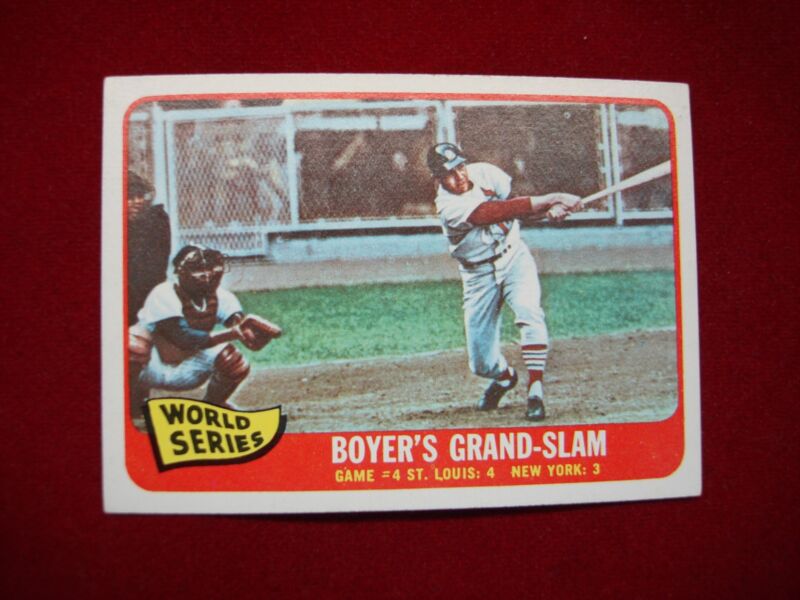 WORLD
SERIES
BOYER'S GRAND-SLAM
GAME =4 ST. LOUIS: 4 NEW YORK: 3